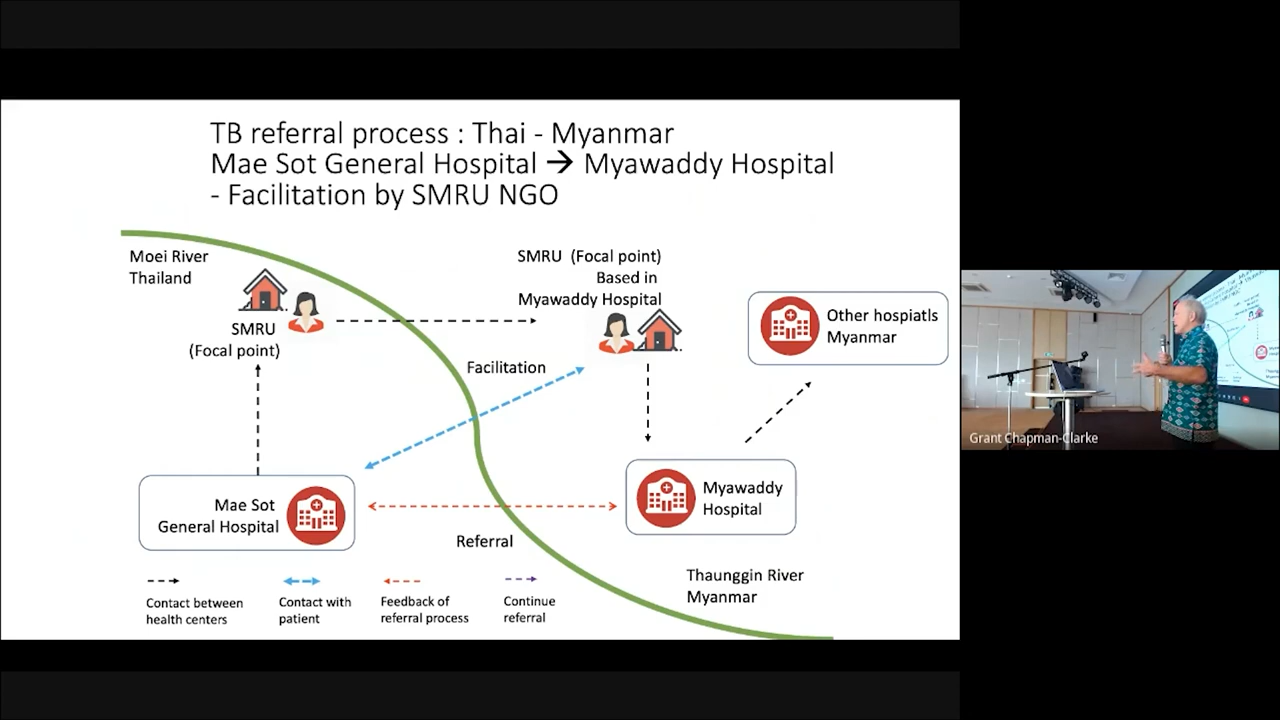 TB referral process : Thai - Myanmar
Mae Sot General Hospital → Myawaddy Hospital
- Facilitation by SMRU NGO
Moei River
Thailand
SMRU
(Focal point)
SMRU (Focal point)
Based in
Myawaddy Hospital
Other hospiatls
Myanmar
Facilitation
Mae Sot
General Hospital
Myawaddy
Hospital
Referral
Thaunggin River
Myanmar
Contact between
health centers
Contact with
patient
Feedback of
referral process
Continue
referral
Grant Chapman-Clarke